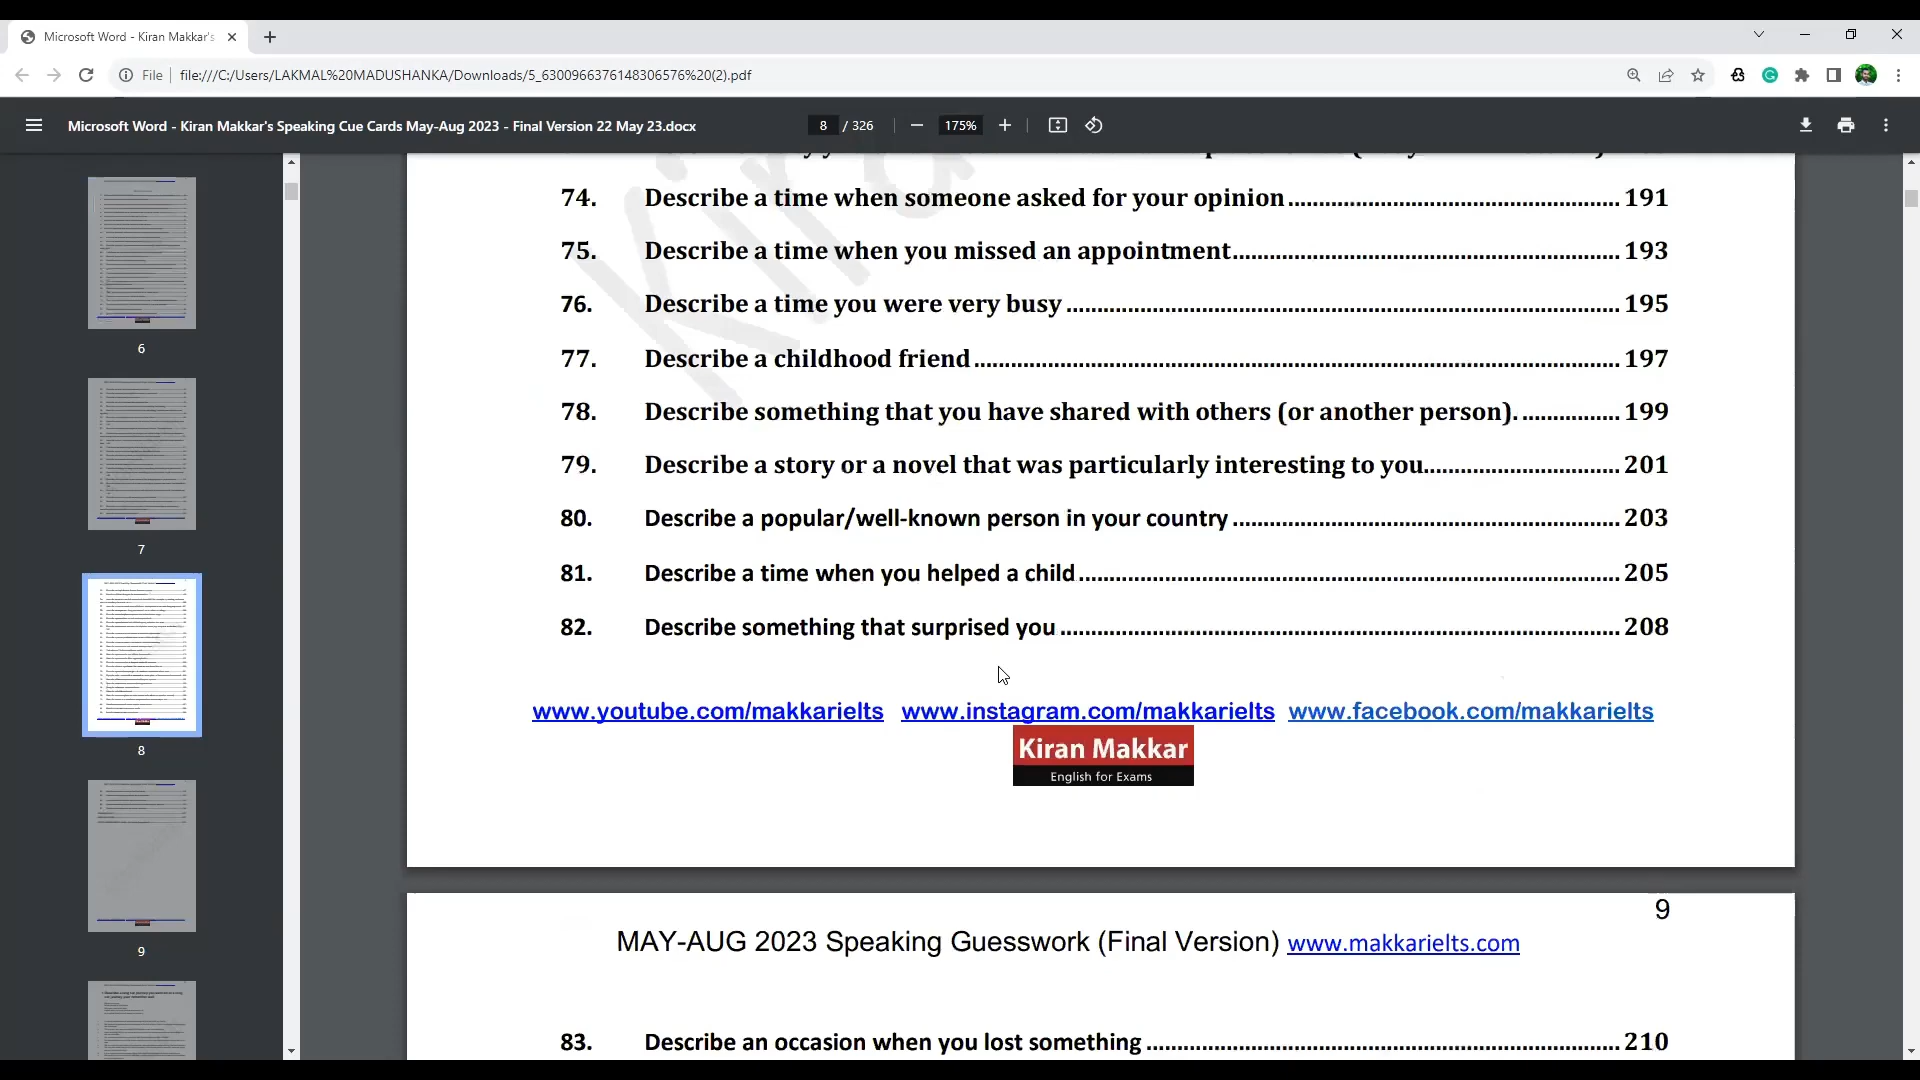 Microsoft Word - Kiran Makkar's
File file:///C:/Users/LAKMAL%20MADUSHANKA/Downloads/5_6300966376148306576%20(2).pdf
Microsoft Word - Kiran Makkar's Speaking Cue Cards May-Aug 2023 - Final Version 22 May 23.docx 8 / 326 175%
74. Describe a time when someone asked for your opinion 191
75. Describe a time when you missed an appointment 193
76. Describe a time you were very busy 195
77. Describe a childhood friend 197
78. Describe something that you have shared with others (or another person). 199
79. Describe a story or a novel that was particularly interesting to you 201
80. Describe a popular/well-known person in your country 203
81. Describe a time when you helped a child 205
82. Describe something that surprised you 208
www.youtube.com/makkarielts www.instagram.com/makkarielts www.facebook.com/makkarielts
Kiran Makkar
English for Exams
9
MAY-AUG 2023 Speaking Guesswork (Final Version) www.makkarielts.com
83. Describe an occasion when you lost something 210
6
7
8
9